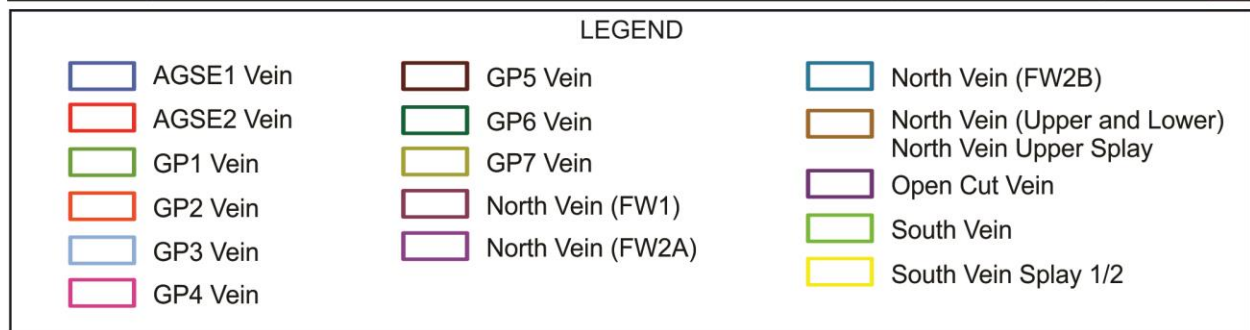 LEGEND
AGSE1 Vein
AGSE2 Vein
GP1 Vein
GP2 Vein
GP3 Vein
GP4 Vein
GP5 Vein
GP6 Vein
GP7 Vein
North Vein (FW1)
North Vein (FW2A)
North Vein (FW2B)
North Vein (Upper and Lower)
North Vein Upper Splay
Open Cut Vein
South Vein
South Vein Splay 1/2